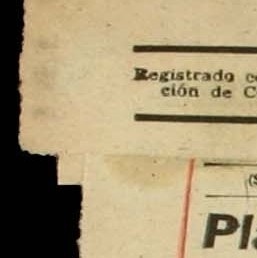 Registrado
ción de C
Pl